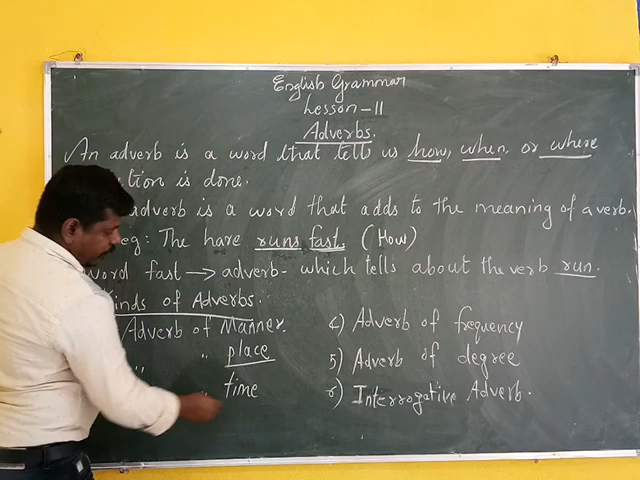 English Grammar
Lesson-11
Adverbs.
An adverb is a word that tells us how, when, or where
tion is done.
adverb is a word that adds to the meaning of a verb.
eg: The hare runs fast. (How)
word fast → adverb - which tells about the verb run.
inds of Adverbs.
Adverb of Manner.
" " place
" time
4) Adverb of frequency
5) Adverb of degree
6) Interrogative Adverb.